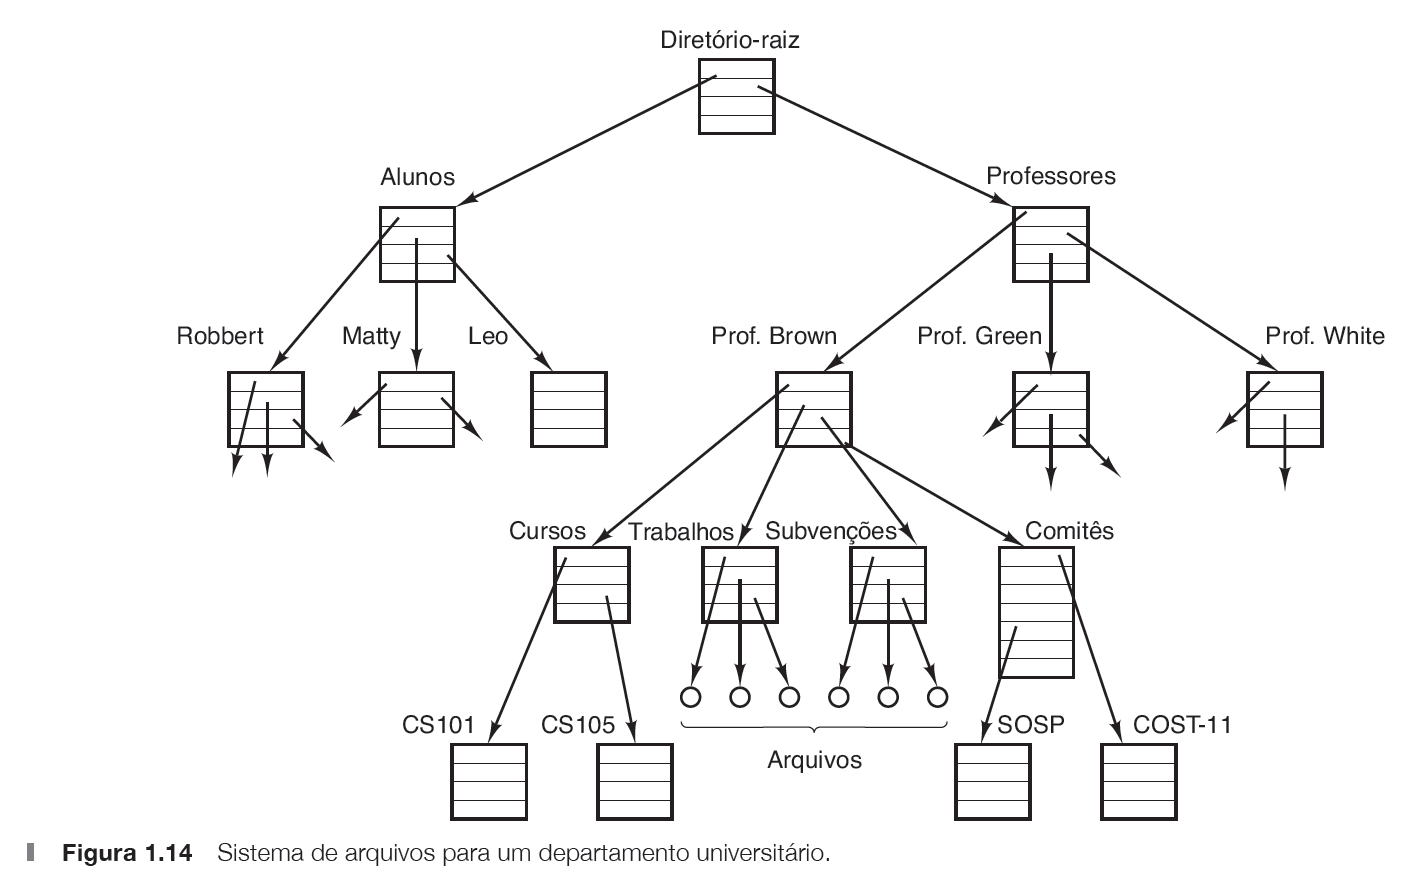 Diretório-raiz
Alunos
Professores
Robbert
Matty
Leo
Prof. Brown
Prof. Green
Prof. White
Cursos
Trabalhos
Subvenções
Comitês
CS101
CS105
Arquivos
SOSP
COST-11
Figura 1.14 Sistema de arquivos para um departamento universitário.